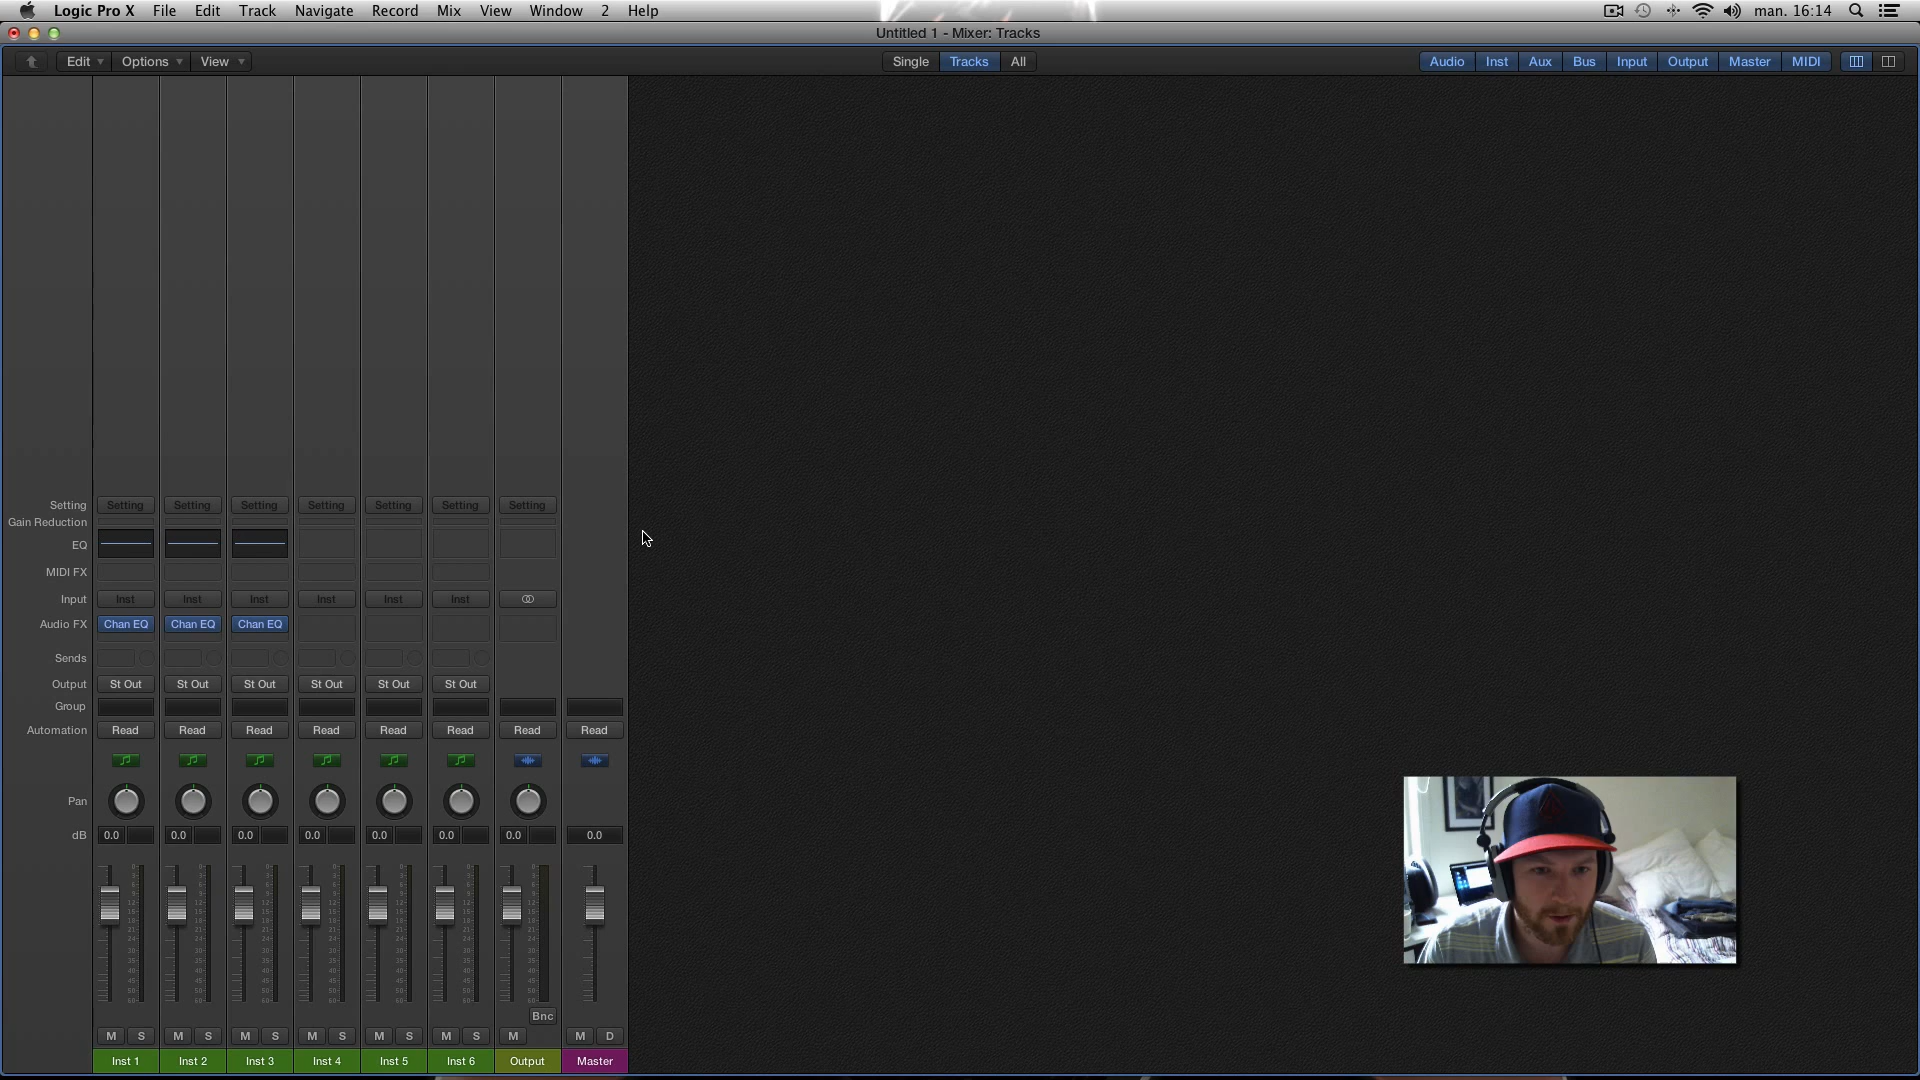 Logic Pro X File Edit Track Navigate Record Mix View Window 2 Help man. 16:14
Untitled 1 - Mixer: Tracks
Edit Options View Single Tracks All Audio Inst Aux Bus Input Output Master MIDI
Setting Setting Setting Setting Setting Setting Setting Setting
Gain Reduction
EQ
MIDI FX
Input Inst Inst Inst Inst Inst Inst
Audio FX Chan EQ Chan EQ Chan EQ
Sends
Output St Out St Out St Out St Out St Out St Out
Group
Automation Read Read Read Read Read Read Read Read
Pan
dB 0.0 0.0 0.0 0.0 0.0 0.0 0.0 0.0
Bnc
M S M S M S M S M S M S M M D
Inst 1 Inst 2 Inst 3 Inst 4 Inst 5 Inst 6 Output Master